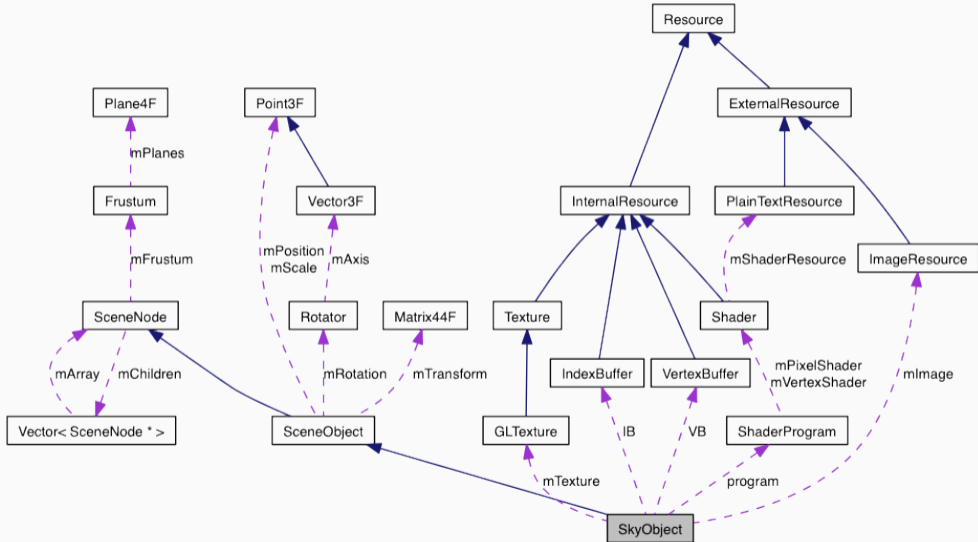 Resource
Plane4F
Point3F
ExternalResource
mPlanes
Frustum
Vector3F
InternalResource
PlainTextResource
mFrustum
mPosition
mScale
mAxis
mShaderResource
ImageResource
SceneNode
Rotator
Matrix44F
Texture
Shader
mArray
mChildren
mRotation
mTransform
IndexBuffer
VertexBuffer
mPixelShader
mVertexShader
mImage
Vector< SceneNode * >
SceneObject
GLTexture
IB
VB
ShaderProgram
mTexture
program
SkyObject